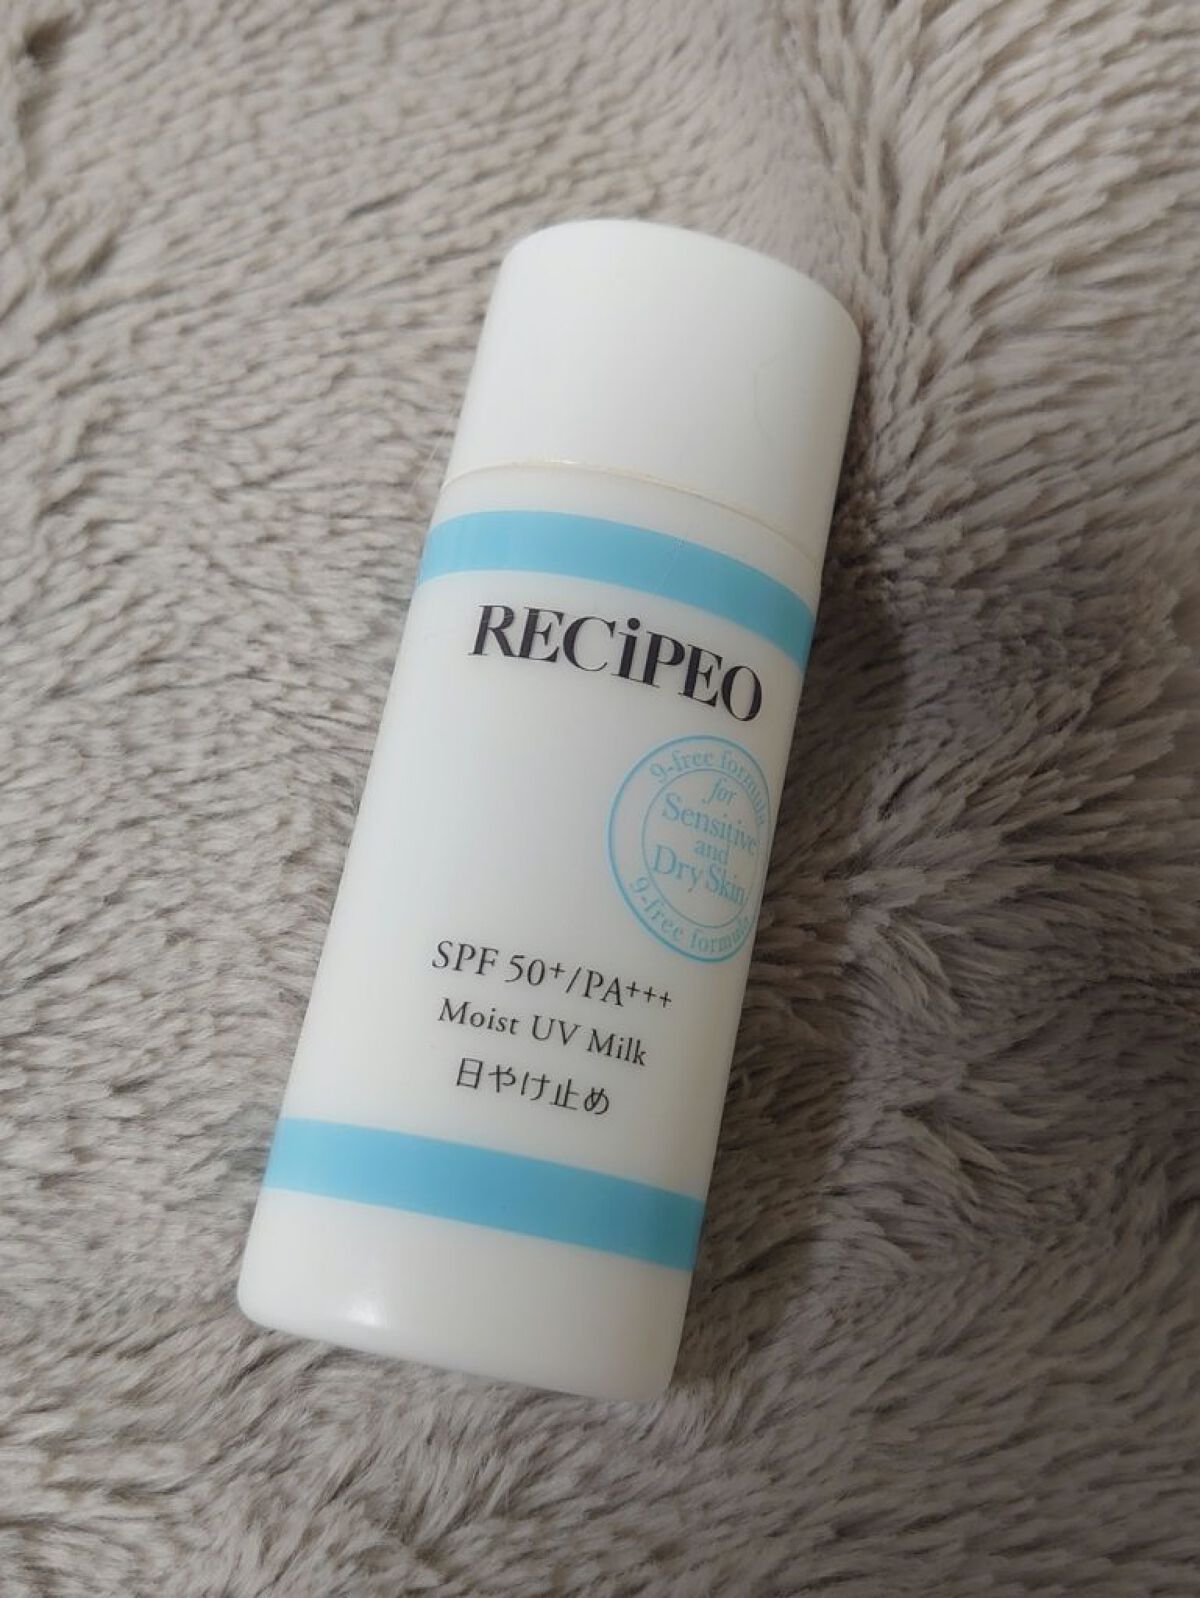 RECiPEO
9-free formula
for
Sensitive
and
Dry Skin
9-free formula
SPF 50+/PA+++
Moist UV Milk
日やけ止め